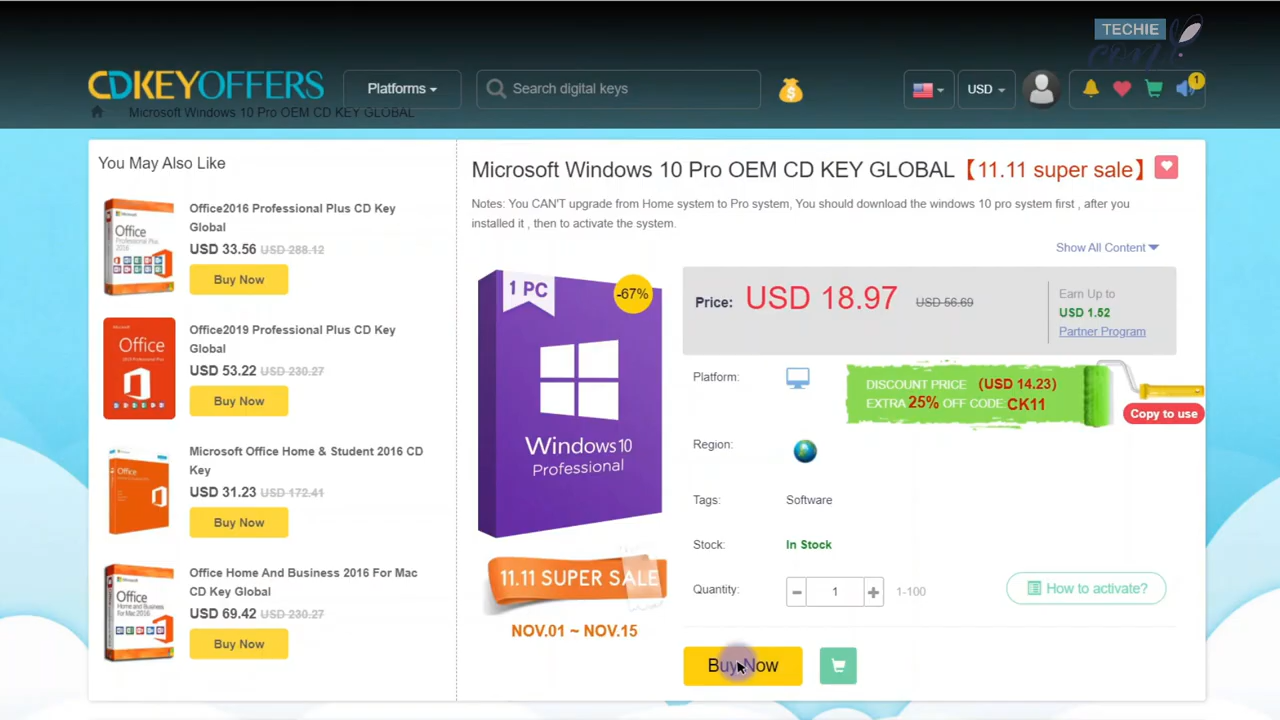 TECHIE
CDKEYOFFERS
Platforms
Search digital keys
USD
1
Microsoft Windows 10 Pro OEM CD KEY GLOBAL
You May Also Like
Office2016 Professional Plus CD Key
Global
USD 33.56 USD 288.12
Buy Now
Office2019 Professional Plus CD Key
Global
USD 53.22 USD 230.27
Buy Now
Microsoft Office Home & Student 2016 CD
Key
USD 31.23 USD 172.41
Buy Now
Office Home And Business 2016 For Mac
CD Key Global
USD 69.42 USD 230.27
Buy Now
Microsoft Windows 10 Pro OEM CD KEY GLOBAL【11.11 super sale】
Notes: You CAN'T upgrade from Home system to Pro system, You should download the windows 10 pro system first , after you
installed it , then to activate the system.
Show All Content
1 PC
-67%
Windows 10
Professional
11.11 SUPER SALE
NOV.01 ~ NOV.15
Price: USD 18.97 USD 56.69
Earn Up to
USD 1.52
Partner Program
Platform:
DISCOUNT PRICE (USD 14.23)
EXTRA 25% OFF CODE:CK11
Copy to use
Region:
Tags: Software
Stock: In Stock
Quantity: 1 1-100
How to activate?
Buy Now